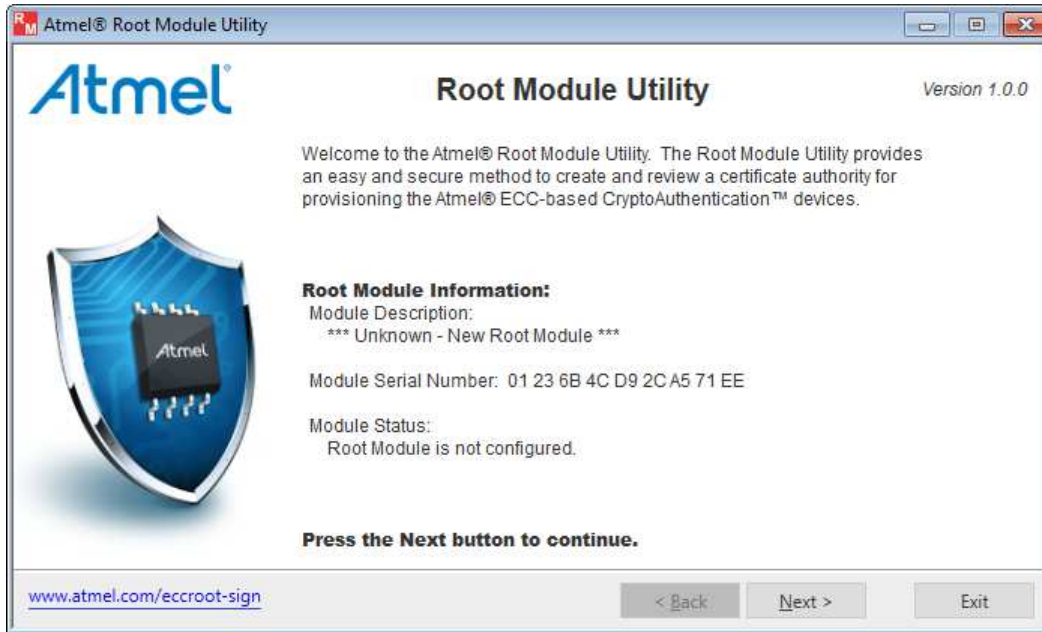 RM Atmel® Root Module Utility
Atmel®
Root Module Utility
Version 1.0.0
Welcome to the Atmel® Root Module Utility. The Root Module Utility provides
an easy and secure method to create and review a certificate authority for
provisioning the Atmel® ECC-based CryptoAuthentication™ devices.
Atmel
Root Module Information:
Module Description:
*** Unknown - New Root Module ***
Module Serial Number: 01 23 6B 4C D9 2C A5 71 EE
Module Status:
Root Module is not configured.
Press the Next button to continue.
www.atmel.com/eccroot-sign
< Back
Next >
Exit